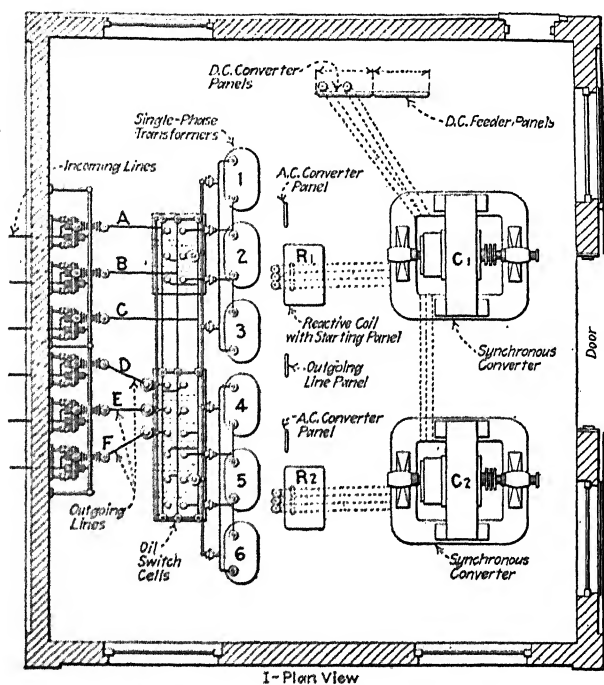 D.C. Converter
Panels
D.C. Feeder Panels
Single-Phase
Transformers
Incoming Lines
A.C. Converter
Panel
1
A
2
B
R1
C1
C
3
Reactive Coil
with Starting Panel
Synchronous
Converter
Door
D
Outgoing
Line Panel
E
4
A.C. Converter
Panel
F
5
R2
C2
Outgoing
Lines
Oil
Switch
Cells
6
Synchronous
Converter
I-Plan View